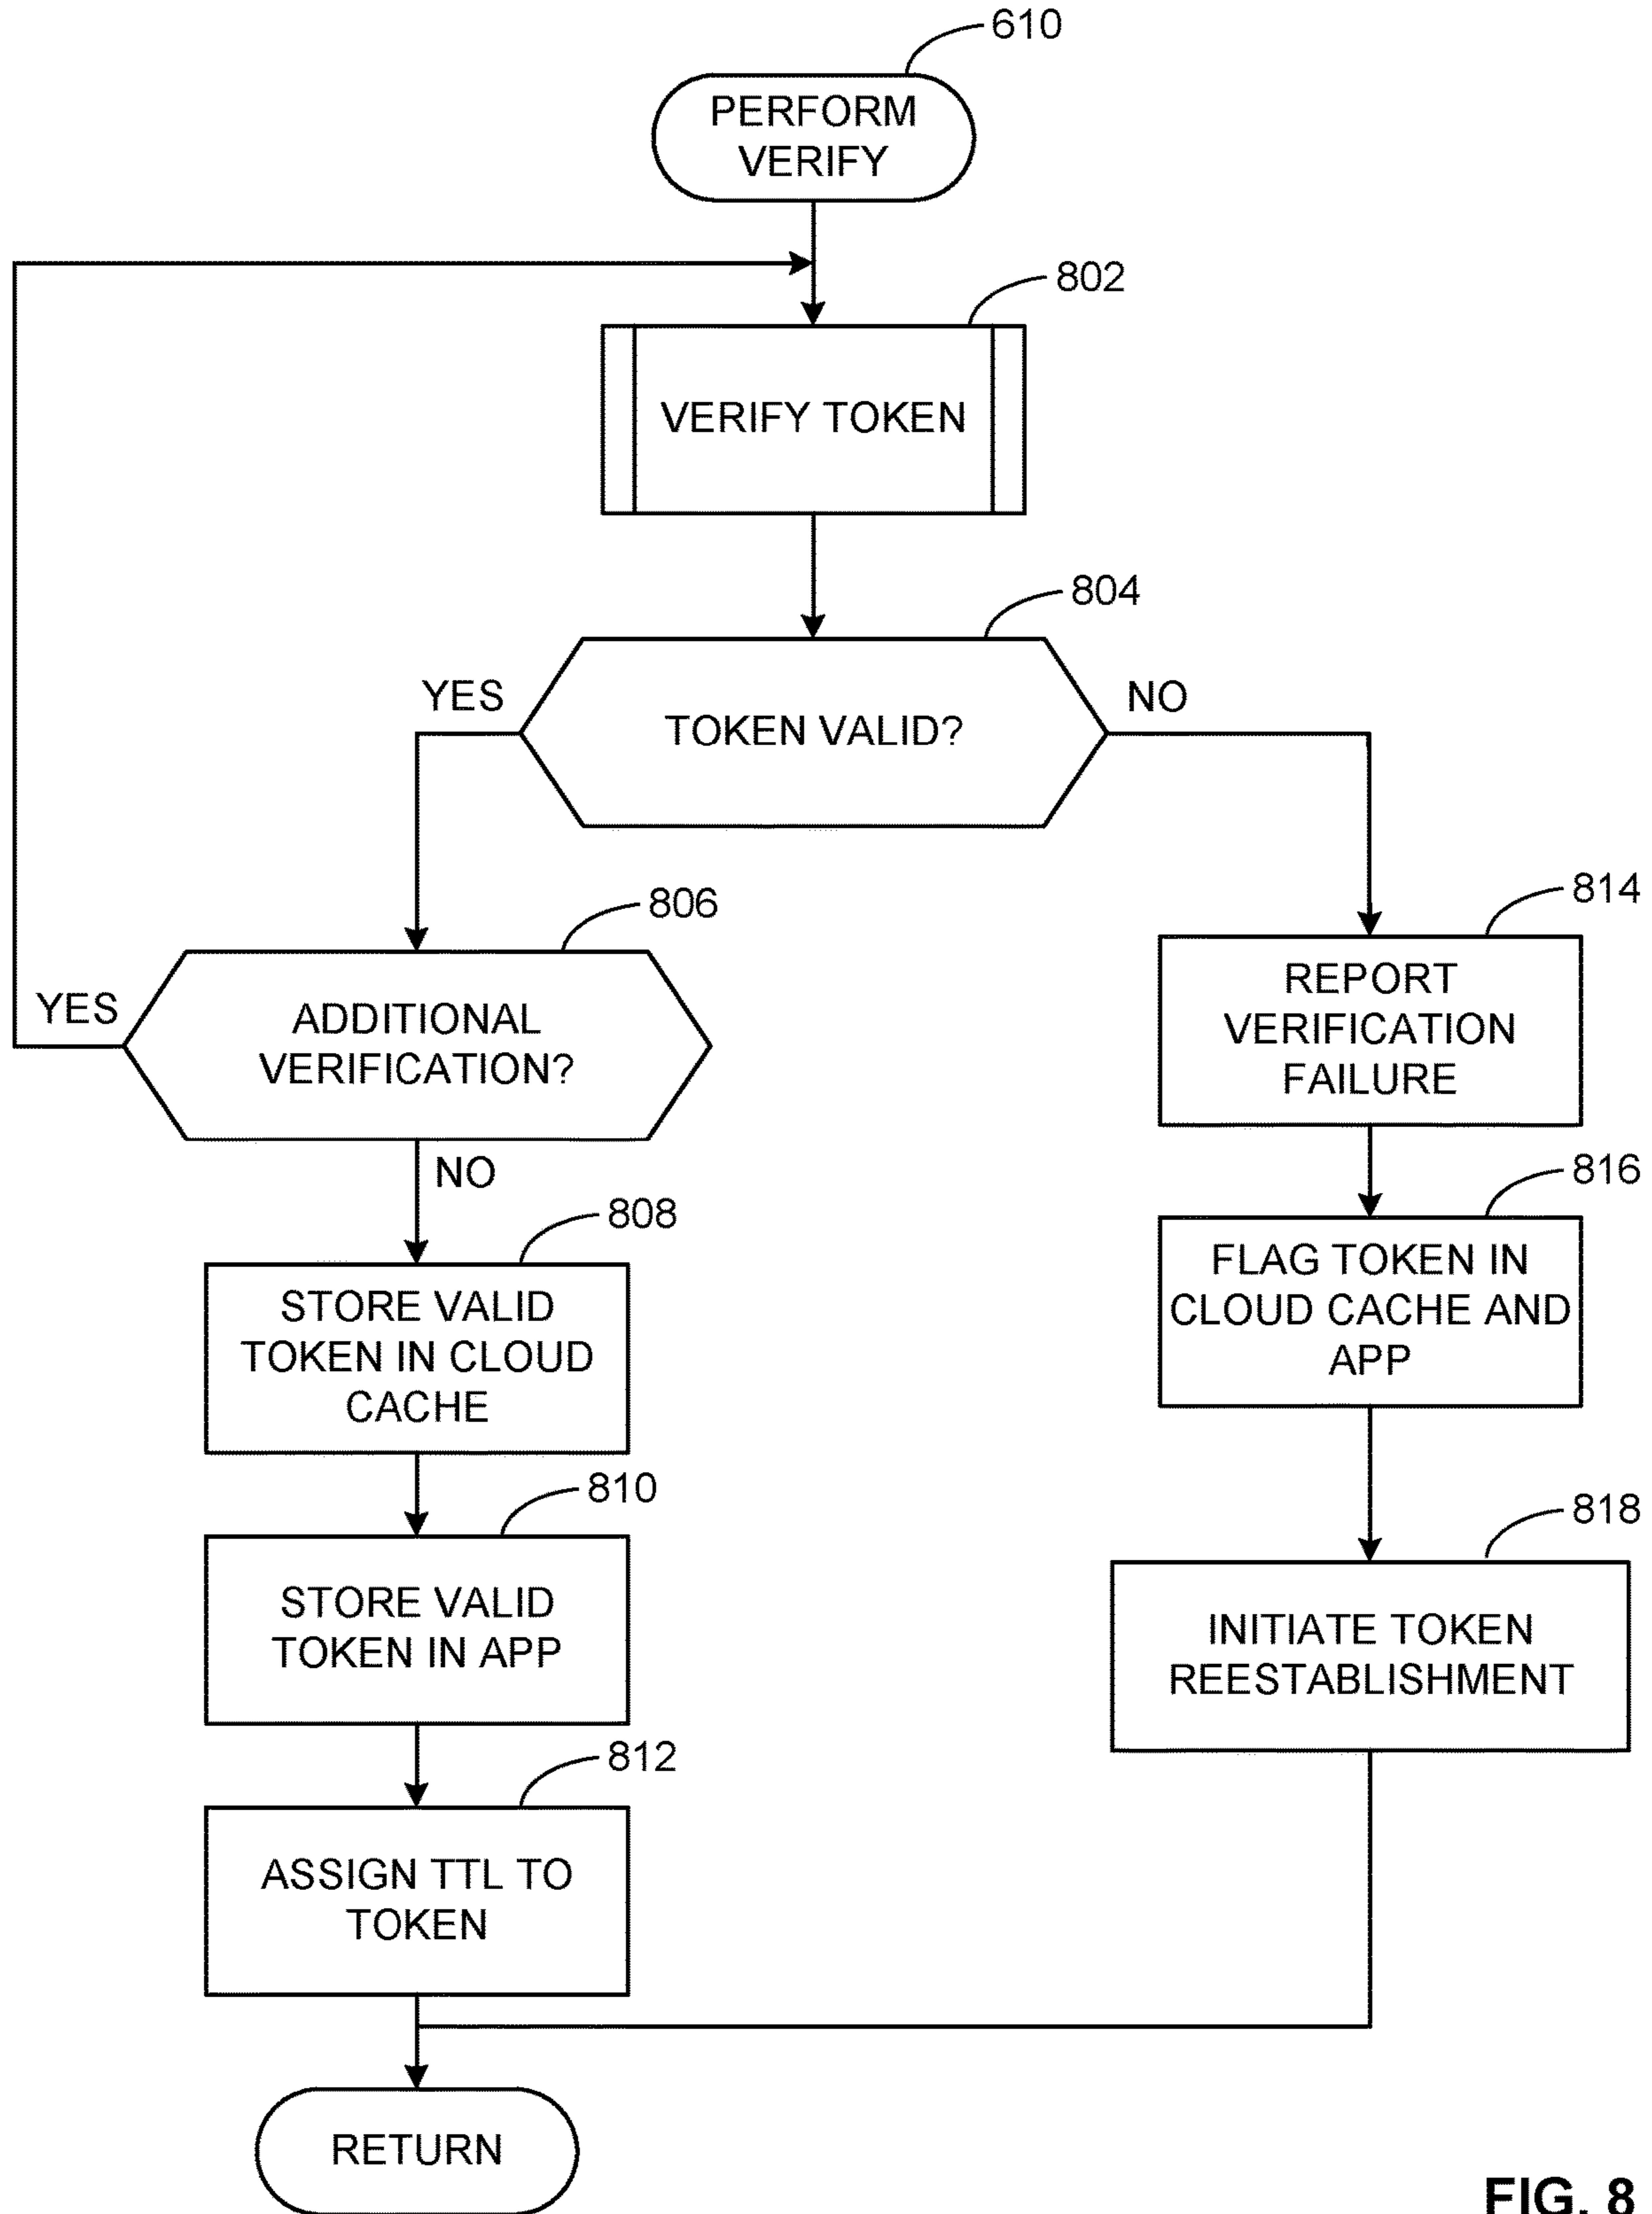 610
PERFORM
VERIFY
802
VERIFY TOKEN
804
YES
NO
TOKEN VALID?
806
814
YES
ADDITIONAL
VERIFICATION?
REPORT
VERIFICATION
FAILURE
NO
816
808
FLAG TOKEN IN
CLOUD CACHE AND
APP
STORE VALID
TOKEN IN CLOUD
CACHE
810
818
STORE VALID
TOKEN IN APP
INITIATE TOKEN
REESTABLISHMENT
812
ASSIGN TTL TO
TOKEN
RETURN
FIG. 8